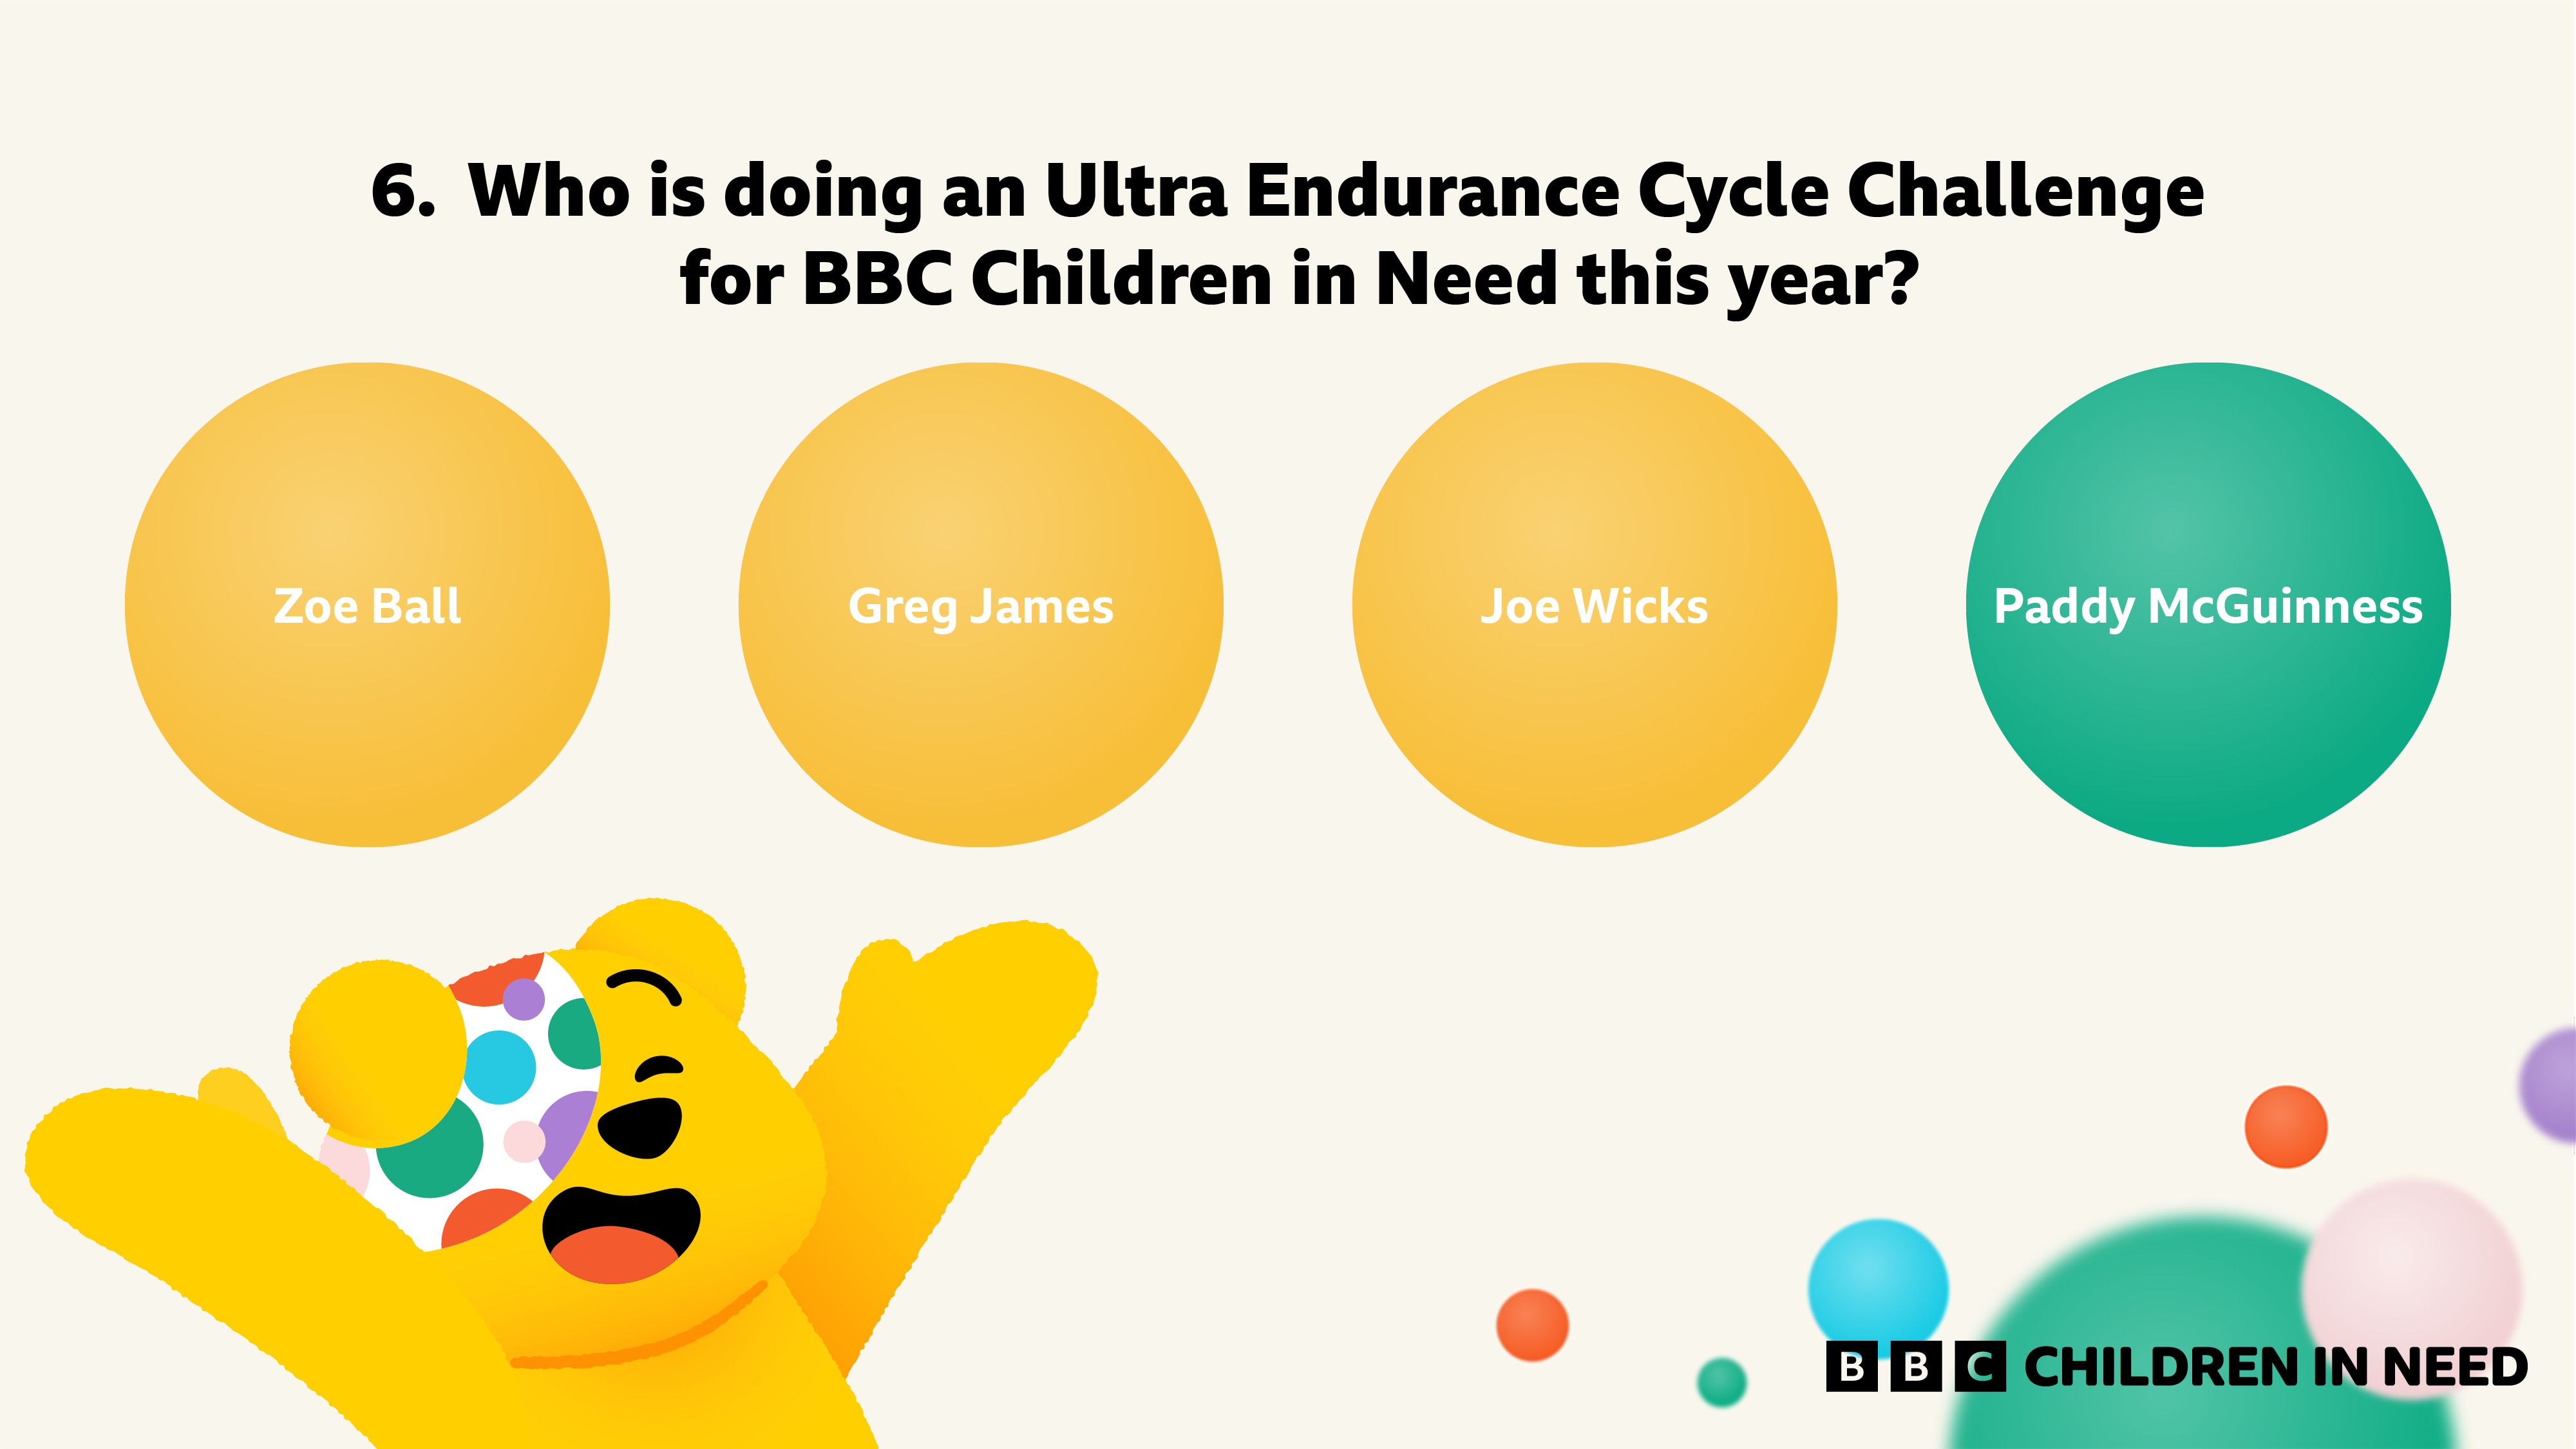 6. Who is doing an Ultra Endurance Cycle Challenge
for BBC Children in Need this year?
Zoe Ball
Greg James
Joe Wicks
Paddy McGuinness
BBC CHILDREN IN NEED